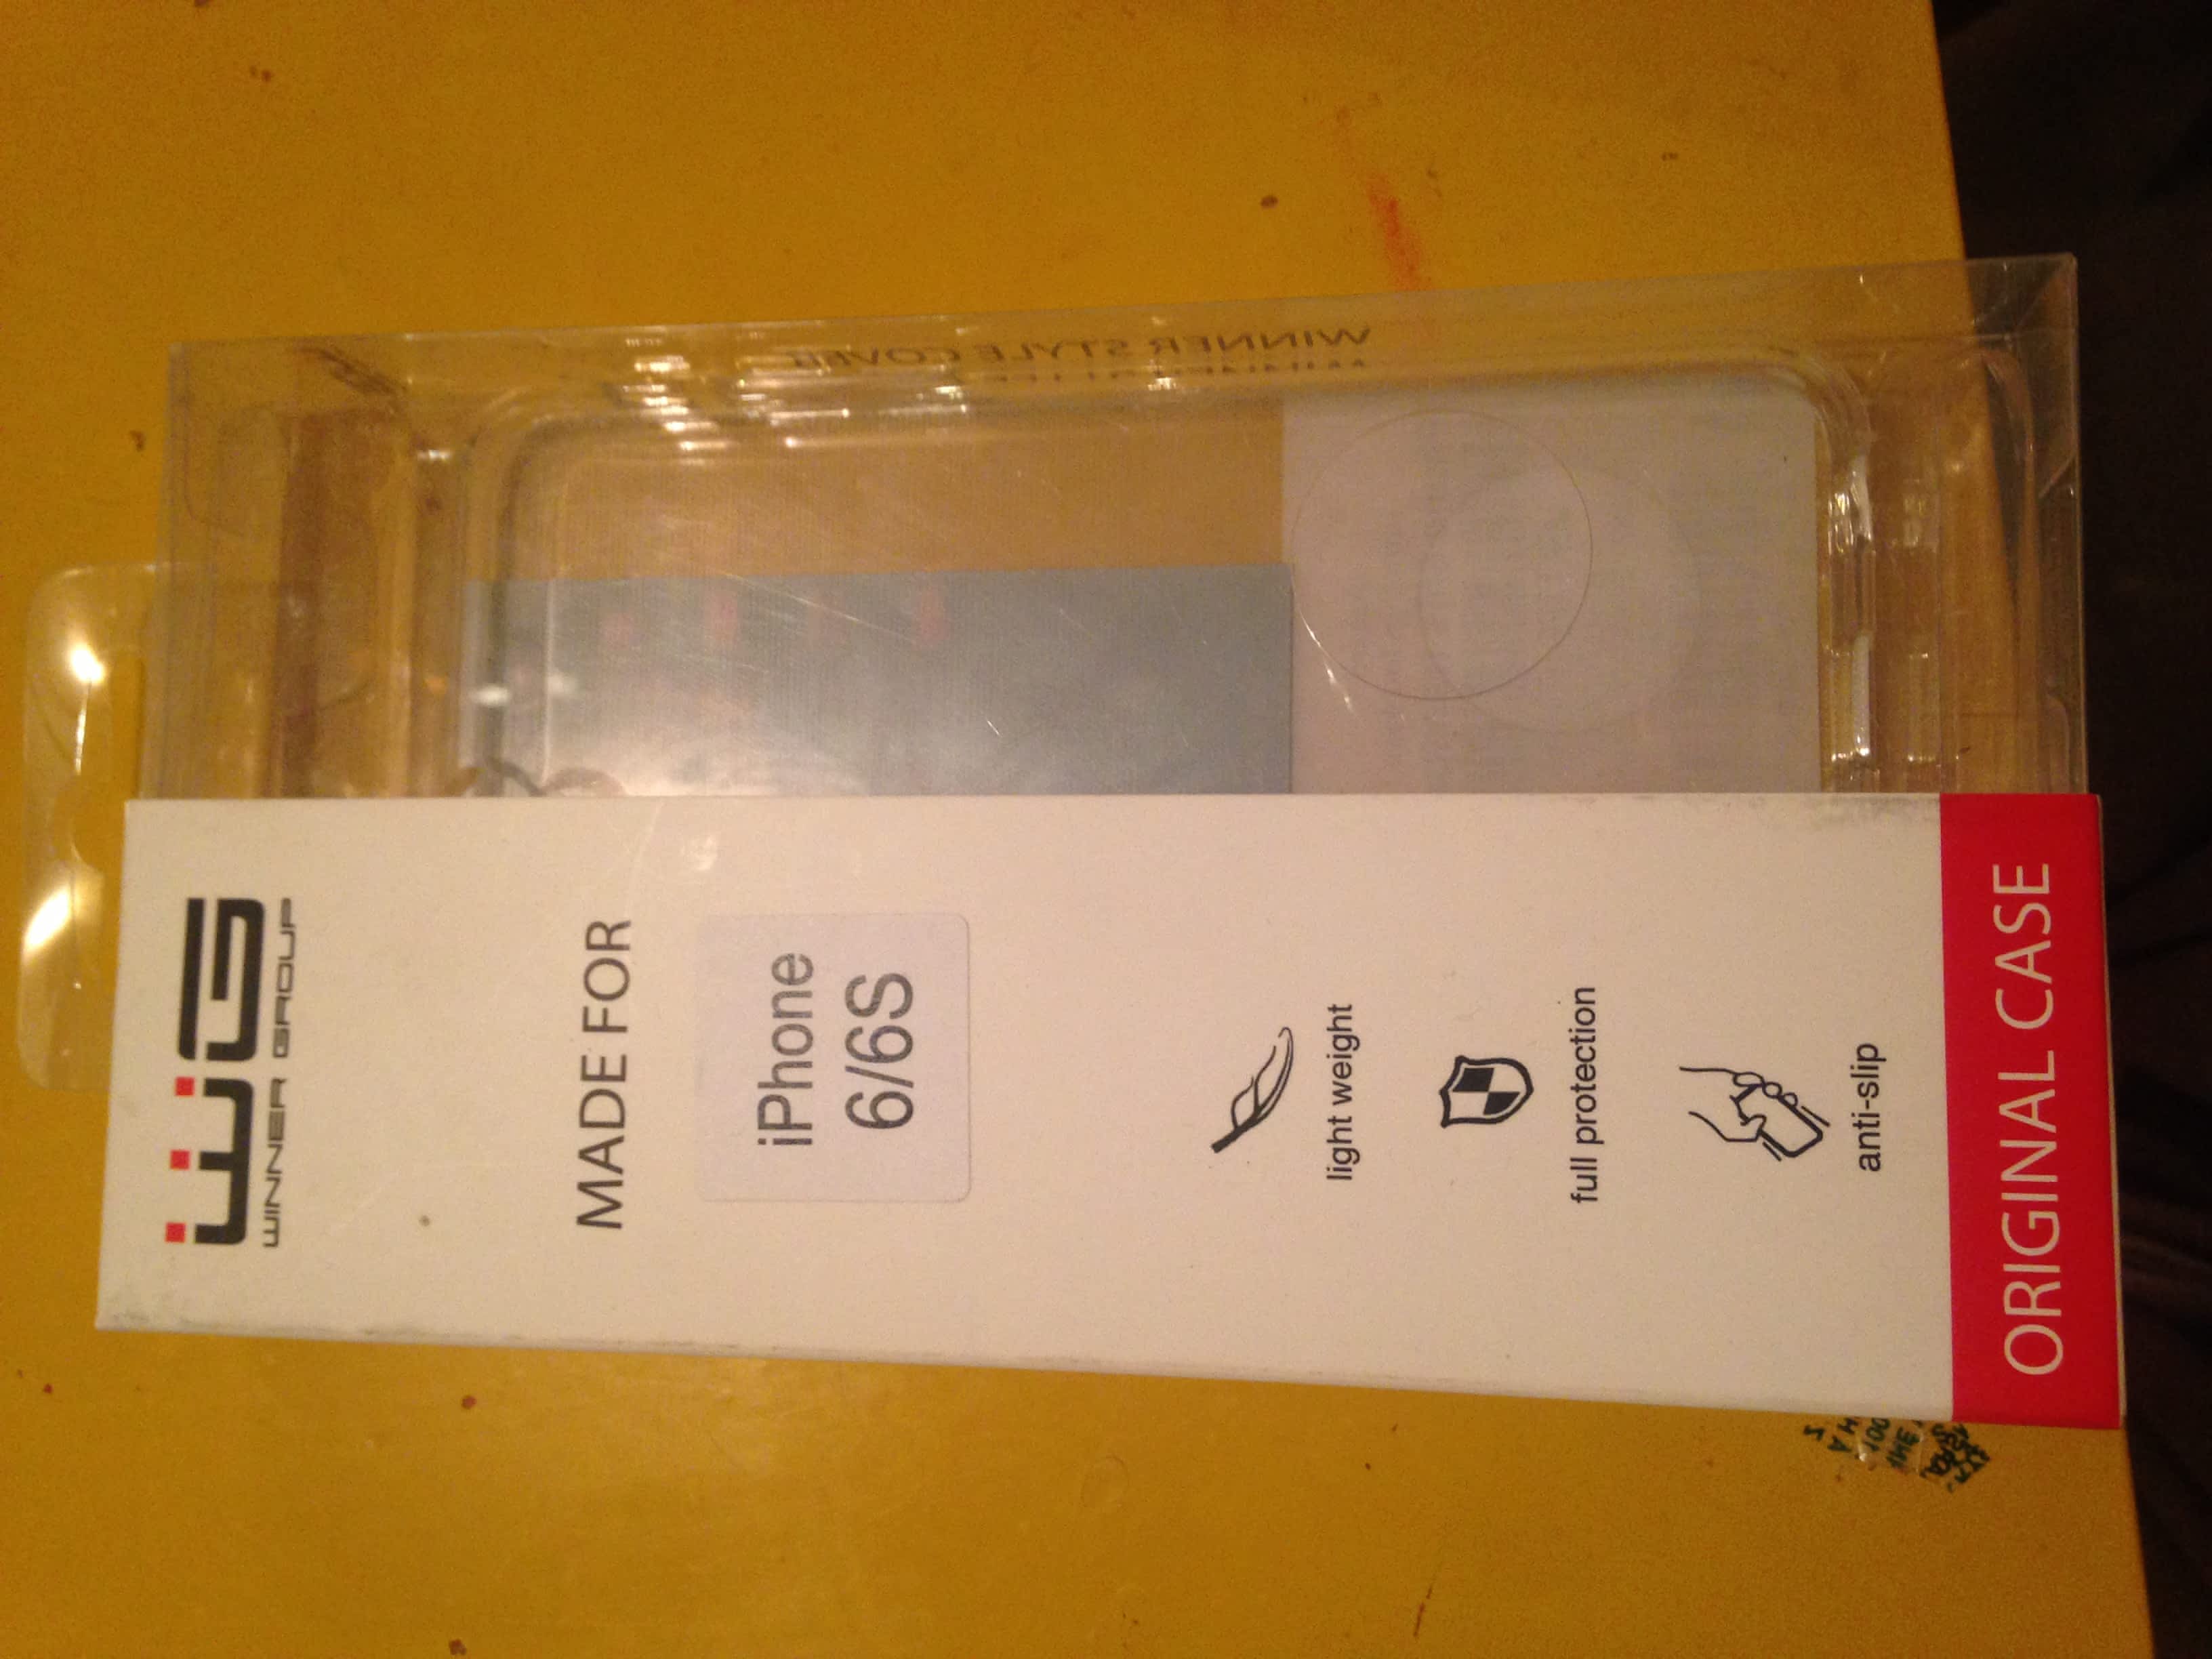 WG
WINNER GROUP
MADE FOR
iPhone
6/6S
light weight
full protection
anti-slip
ORIGINAL CASE
WINNER STYLE COVER